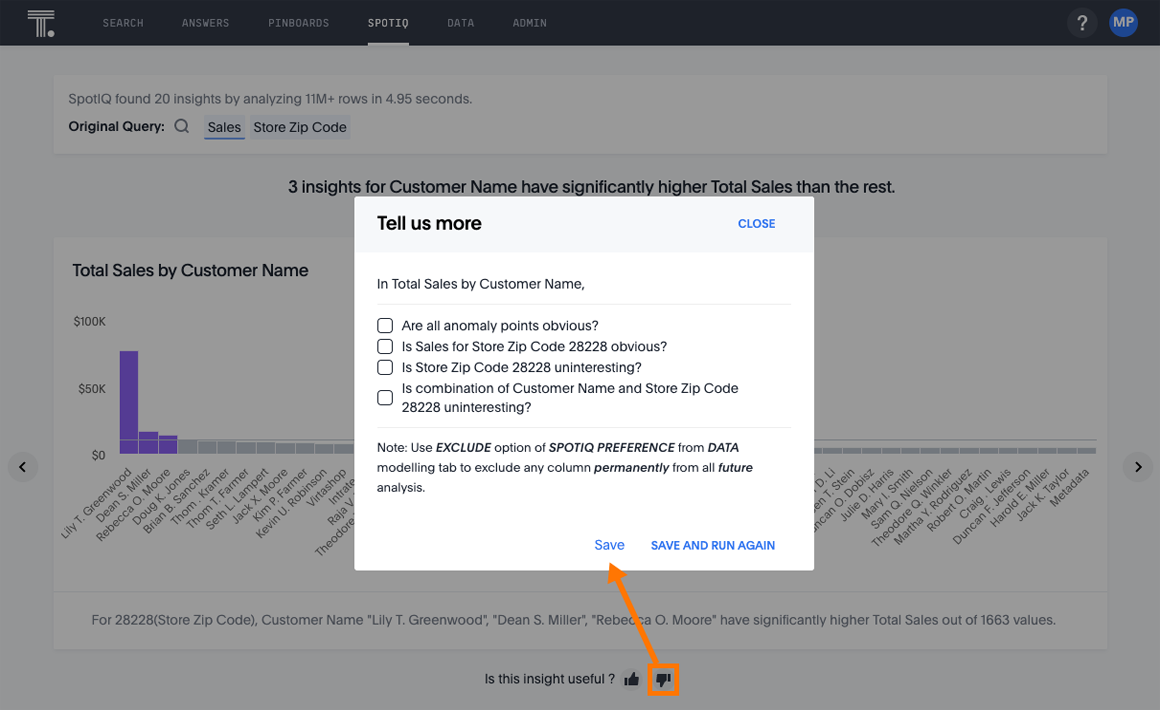 T.
SEARCH ANSWERS PINBOARDS SPOTIQ DATA ADMIN
? MP
SpotIQ found 20 insights by analyzing 11M+ rows in 4.95 seconds.
Original Query: Sales Store Zip Code
3 insights for Customer Name have significantly higher Total Sales than the rest.
Tell us more
CLOSE
In Total Sales by Customer Name,
Are all anomaly points obvious?
Is Sales for Store Zip Code 28228 obvious?
Is Store Zip Code 28228 uninteresting?
Is combination of Customer Name and Store Zip Code
28228 uninteresting?
Note: Use EXCLUDE option of SPOTIQ PREFERENCE from DATA
modelling tab to exclude any column permanently from all future
analysis.
Save SAVE AND RUN AGAIN
Total Sales by Customer Name
$100K
$50K
$0
Lily T. Greenwood
Dean S. Miller
Rebecca O. Moore
Doug K. Jones
Brian B. Sanchez
Thom . Kramer
Thom T. Farmer
Seth L. Lampert
Jack X. Moore
Kim P. Farmer
Kevin U. Robinson
Virtashop
Intrate
Raja V.
Theodore
D. Li
T. Stein
O. Dobisz
Julie D. Harris
Mary I. Smith
Sam Q. Nielson
Theodore Q. Winkler
Martha Y. Rodriguez
Robert O. Martin
Craig . Lewis
Duncan F. Jefferson
Harold E. Miller
Jack K. Taylor
Metadata
For 28228(Store Zip Code), Customer Name "Lily T. Greenwood", "Dean S. Miller", "Rebecca O. Moore" have significantly higher Total Sales out of 1663 values.
Is this insight useful ?